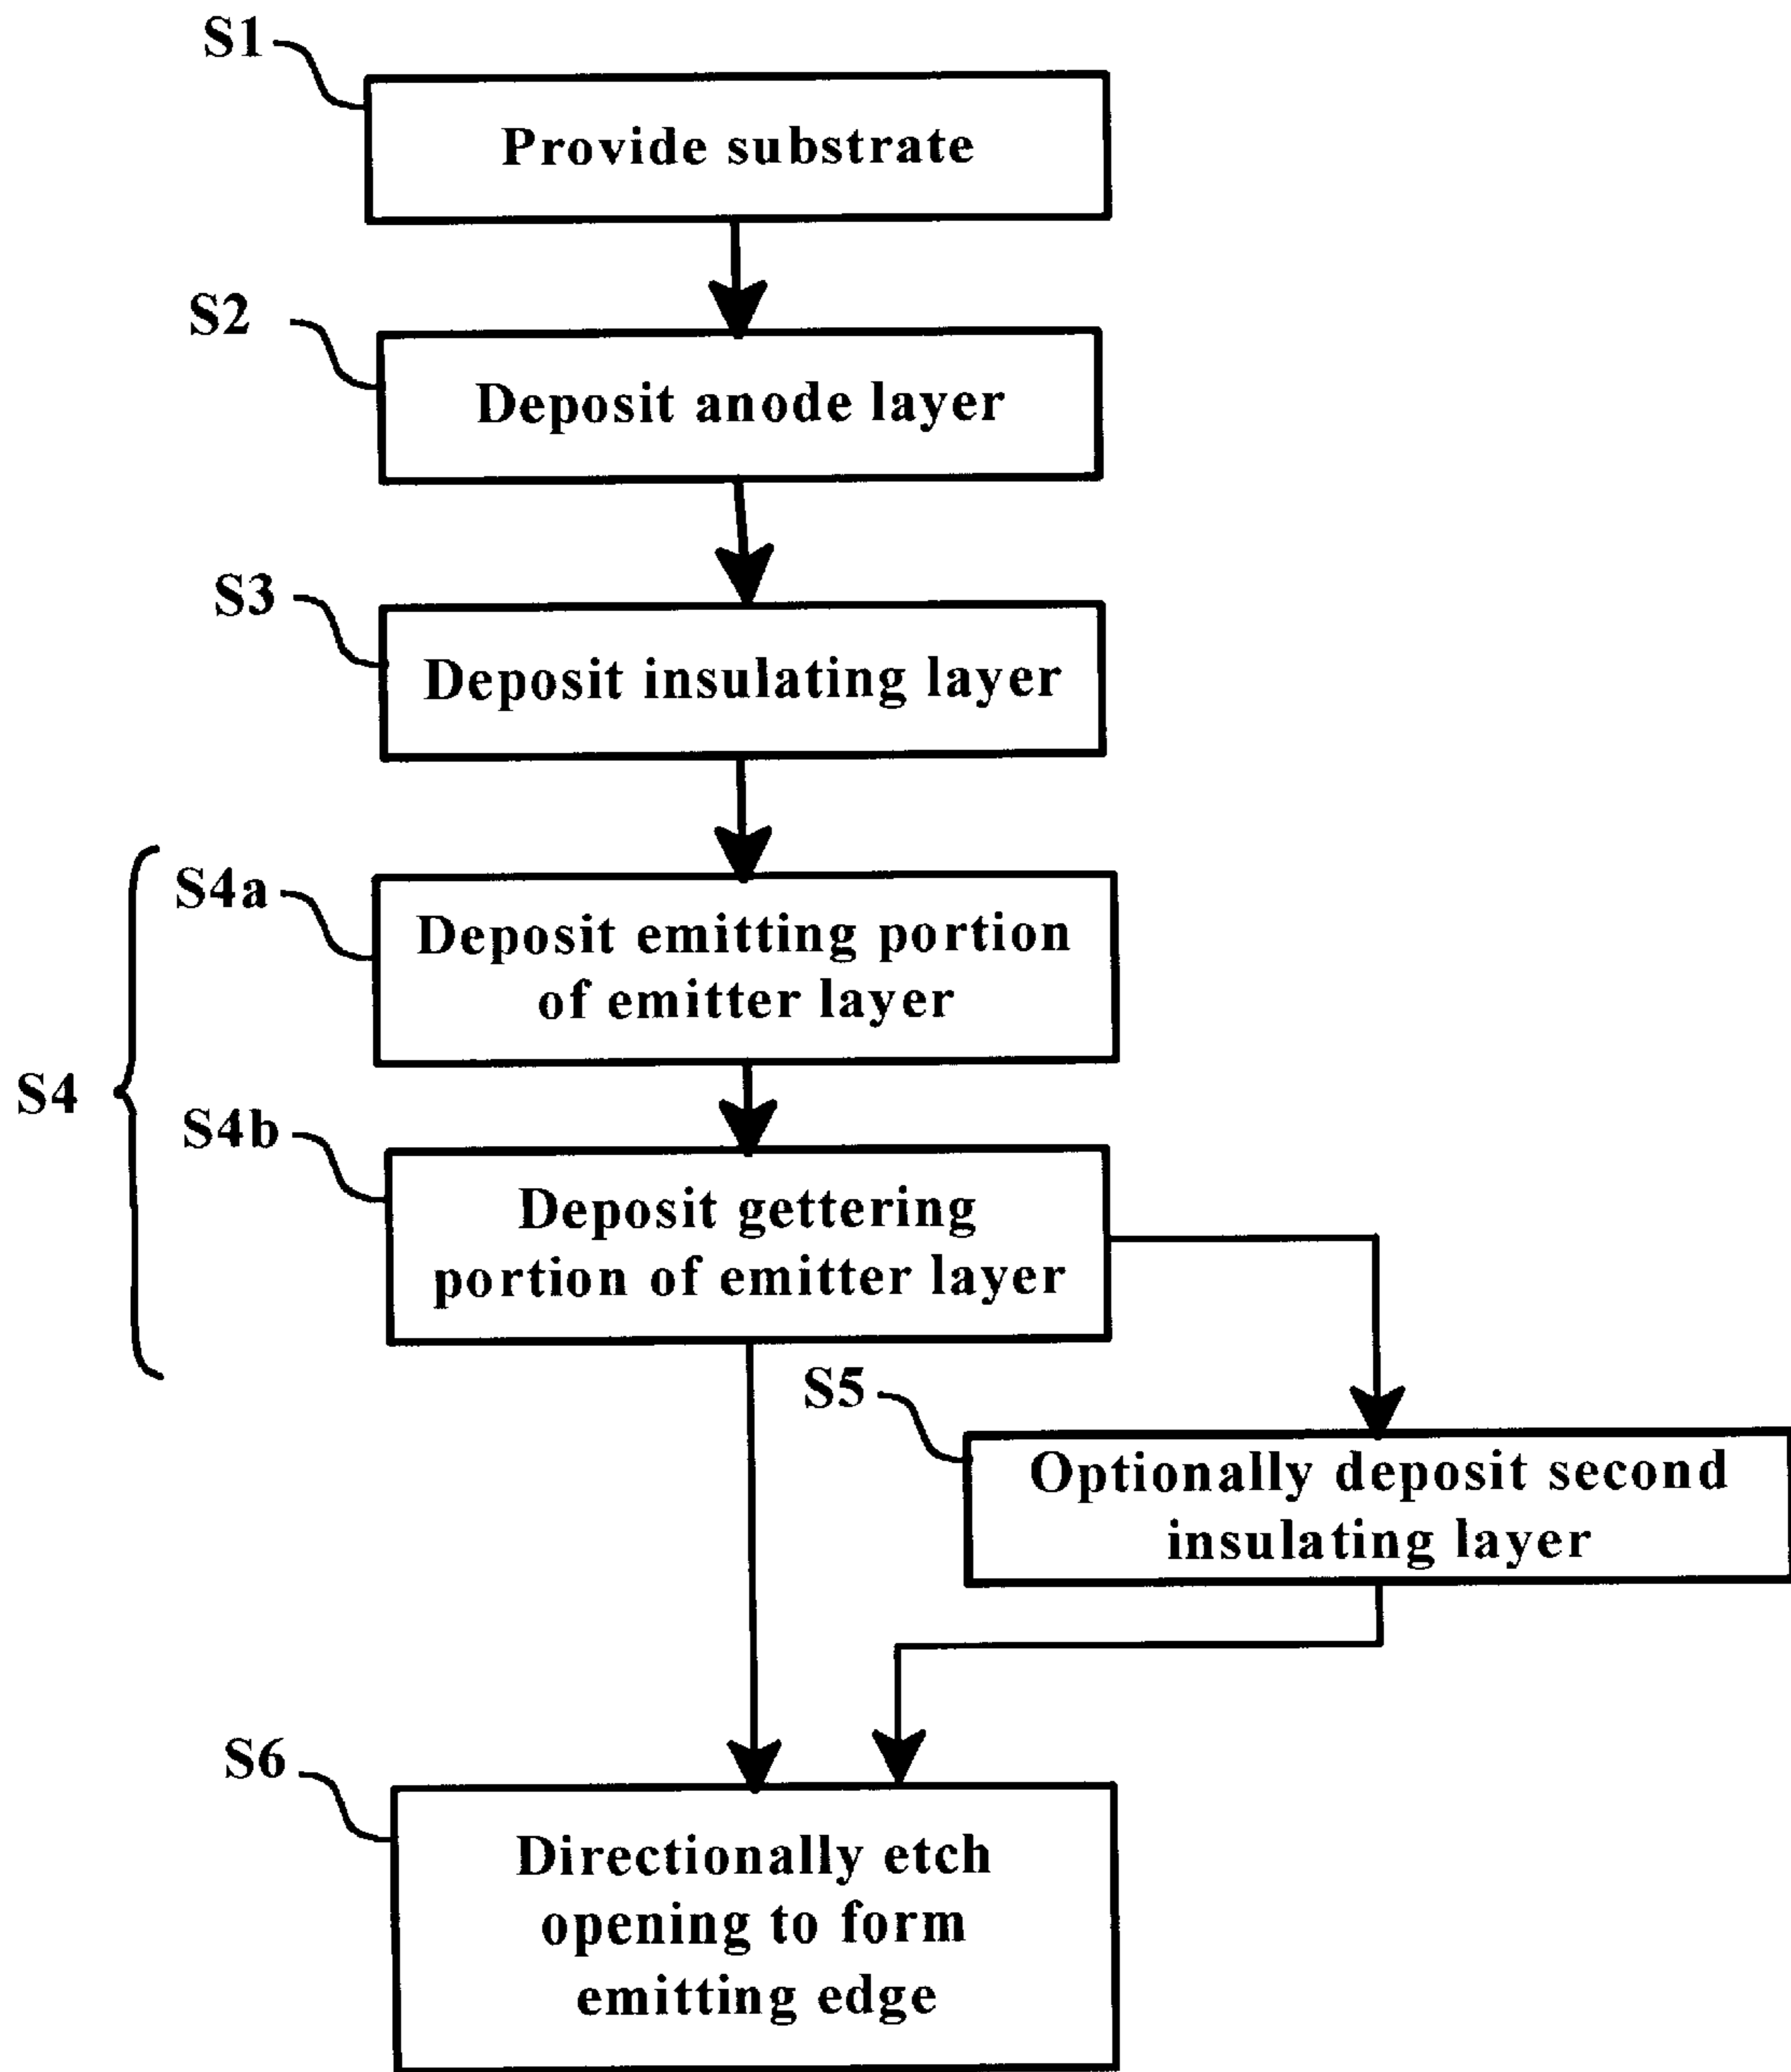 S1
Provide substrate
S2
Deposit anode layer
S3
Deposit insulating layer
S4
S4a
Deposit emitting portion
of emitter layer
S4b
Deposit gettering
portion of emitter layer
S5
Optionally deposit second
insulating layer
S6
Directionally etch
opening to form
emitting edge